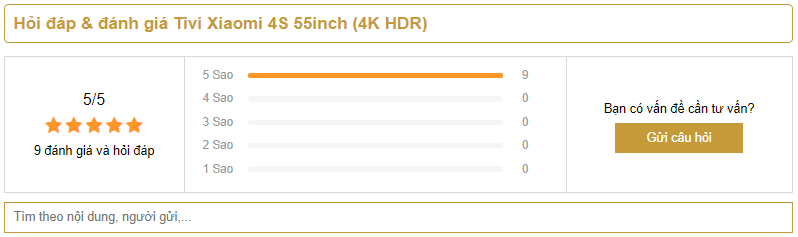 Hỏi đáp & đánh giá Tivi Xiaomi 4S 55inch (4K HDR)
5/5
9 đánh giá và hỏi đáp
5 Sao 9
4 Sao 0
3 Sao 0
2 Sao 0
1 Sao 0
Bạn có vấn đề cần tư vấn?
Gửi câu hỏi
Tìm theo nội dung, người gửi,...